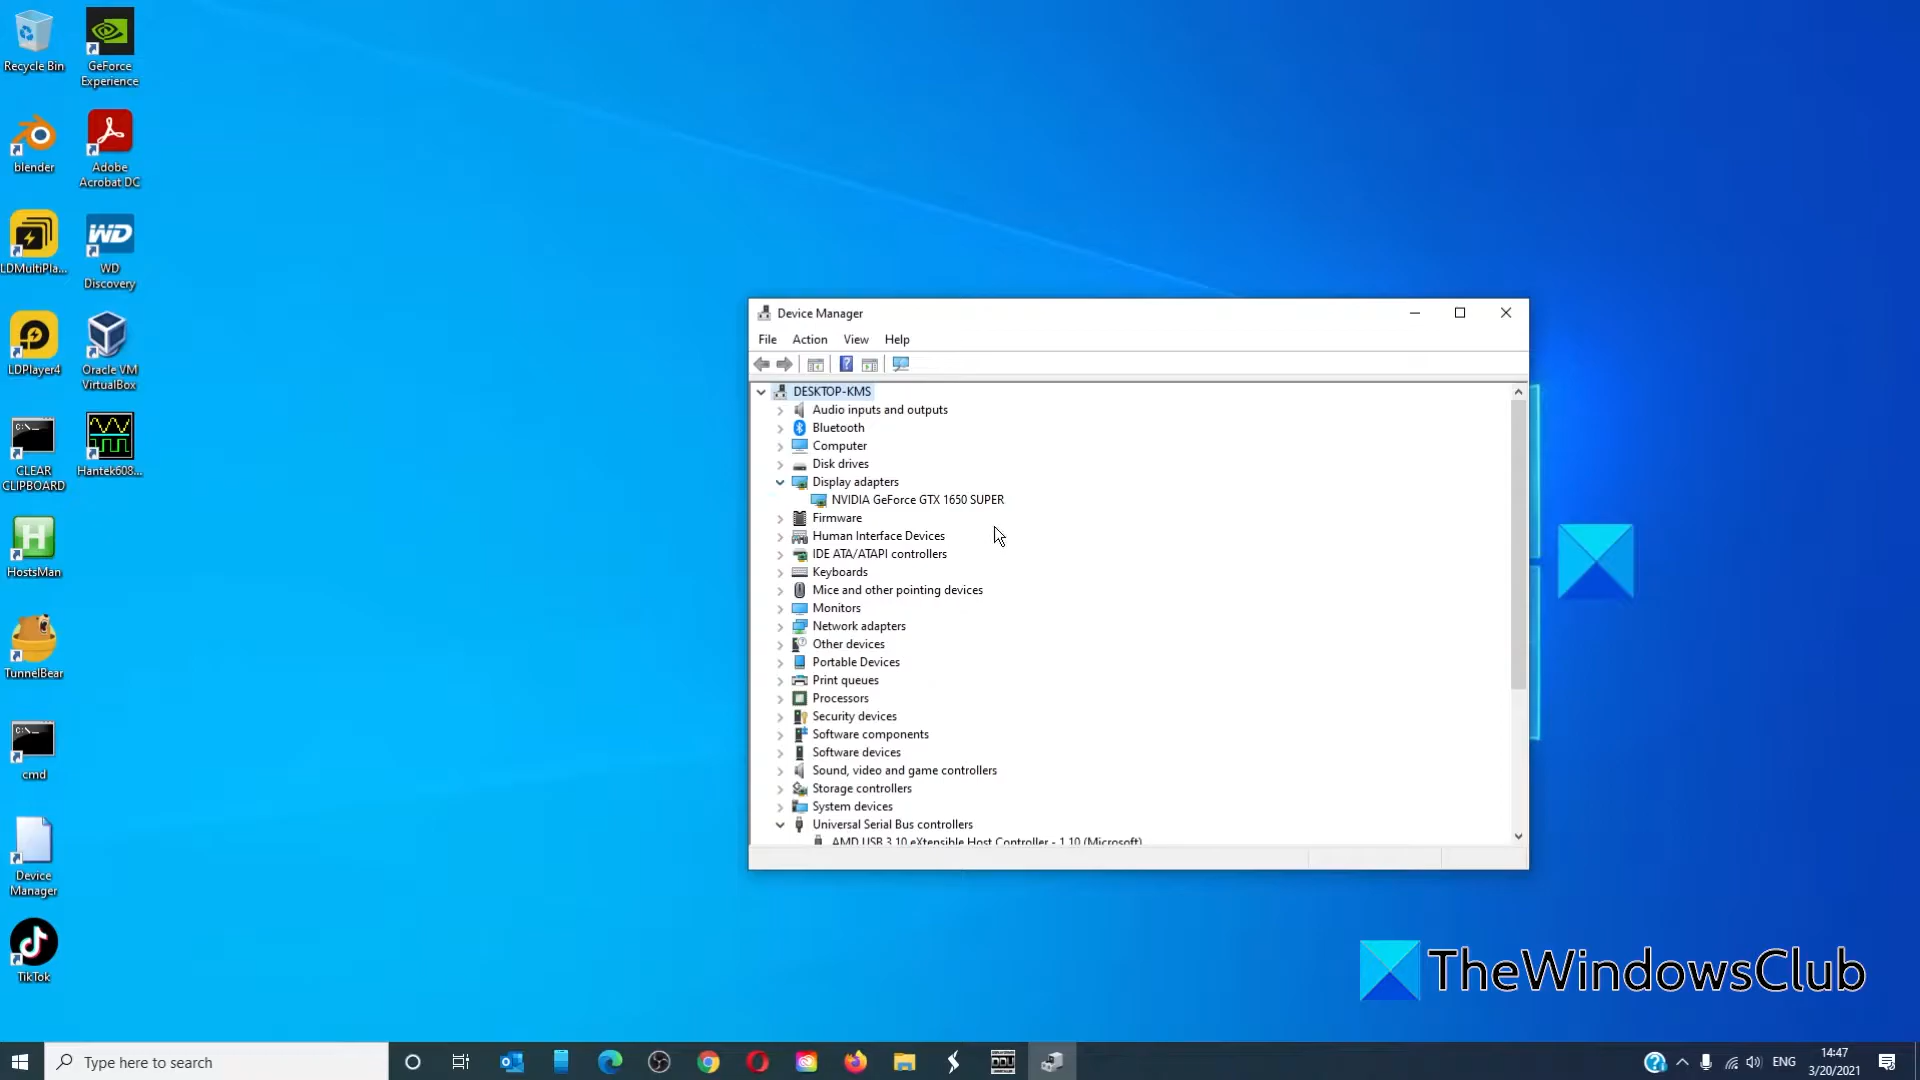 Recycle Bin
GeForce
Experience
blender
Adobe
Acrobat DC
LDMultiPla...
WD
WD
Discovery
LDPlayer4
Oracle VM
VirtualBox
CLEAR
CLIPBOARD
Hantek608...
H
HostsMan
TunnelBear
cmd
Device
Manager
TikTok
Device Manager
File Action View Help
DESKTOP-KMS
Audio inputs and outputs
Bluetooth
Computer
Disk drives
Display adapters
NVIDIA GeForce GTX 1650 SUPER
Firmware
Human Interface Devices
IDE ATA/ATAPI controllers
Keyboards
Mice and other pointing devices
Monitors
Network adapters
Other devices
Portable Devices
Print queues
Processors
Security devices
Software components
Software devices
Sound, video and game controllers
Storage controllers
System devices
Universal Serial Bus controllers
AMD USB 3.10 eXtensible Host Controller - 1.10 (Microsoft)
TheWindowsClub
Type here to search
DDU
ENG
14:47
3/20/2021